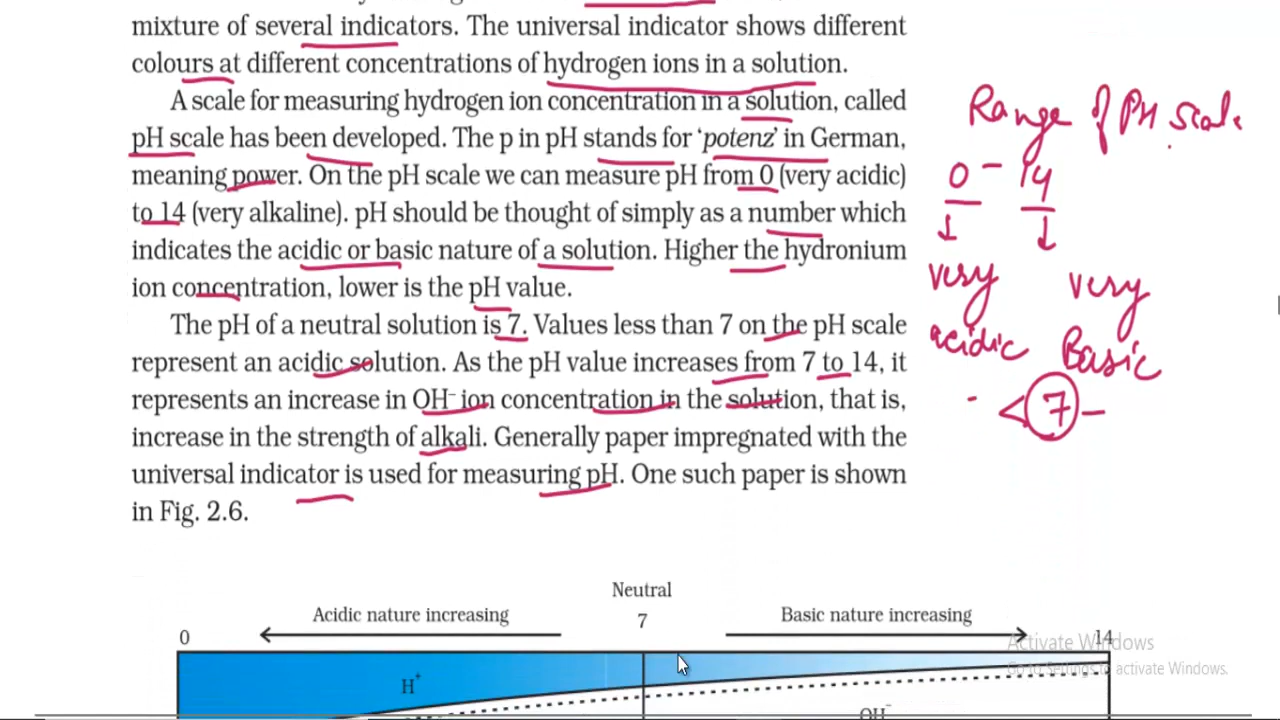 mixture of several indicators. The universal indicator shows different
colours at different concentrations of hydrogen ions in a solution.
A scale for measuring hydrogen ion concentration in a solution, called
pH scale has been developed. The p in pH stands for ‘potenz’ in German,
meaning power. On the pH scale we can measure pH from 0 (very acidic)
to 14 (very alkaline). pH should be thought of simply as a number which
indicates the acidic or basic nature of a solution. Higher the hydronium
ion concentration, lower is the pH value.
The pH of a neutral solution is 7. Values less than 7 on the pH scale
represent an acidic solution. As the pH value increases from 7 to 14, it
represents an increase in OH⁻ ion concentration in the solution, that is,
increase in the strength of alkali. Generally paper impregnated with the
universal indicator is used for measuring pH. One such paper is shown
in Fig. 2.6.
Range of PH scale
0 - 14
very very
acidic Basic
< 7 -
Neutral
Acidic nature increasing 7 Basic nature increasing
0 14
H⁺
OH⁻
Activate Windows
Go to Settings to activate Windows.